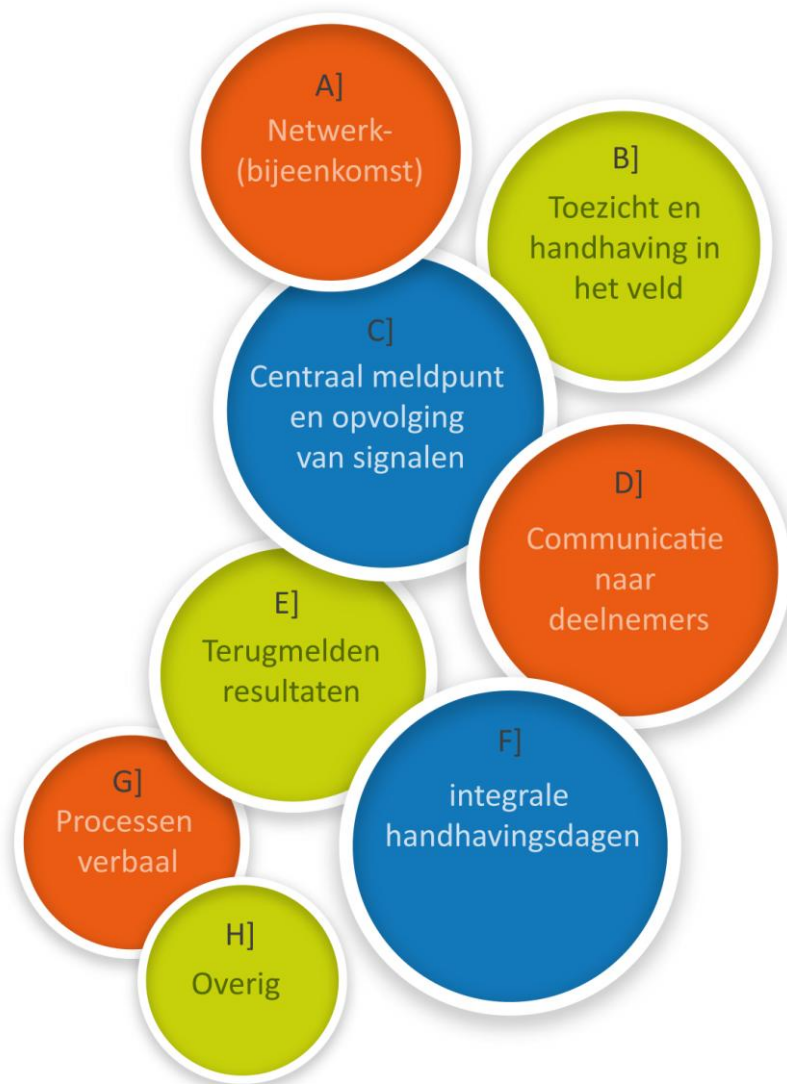 A]
Netwerk-
(bijeenkomst)
B]
Toezicht en
handhaving in
het veld
C]
Centraal meldpunt
en opvolging
van signalen
D]
Communicatie
naar
deelnemers
E]
Terugmelden
resultaten
F]
integrale
handhavingsdagen
G]
Processen
verbaal
H]
Overig